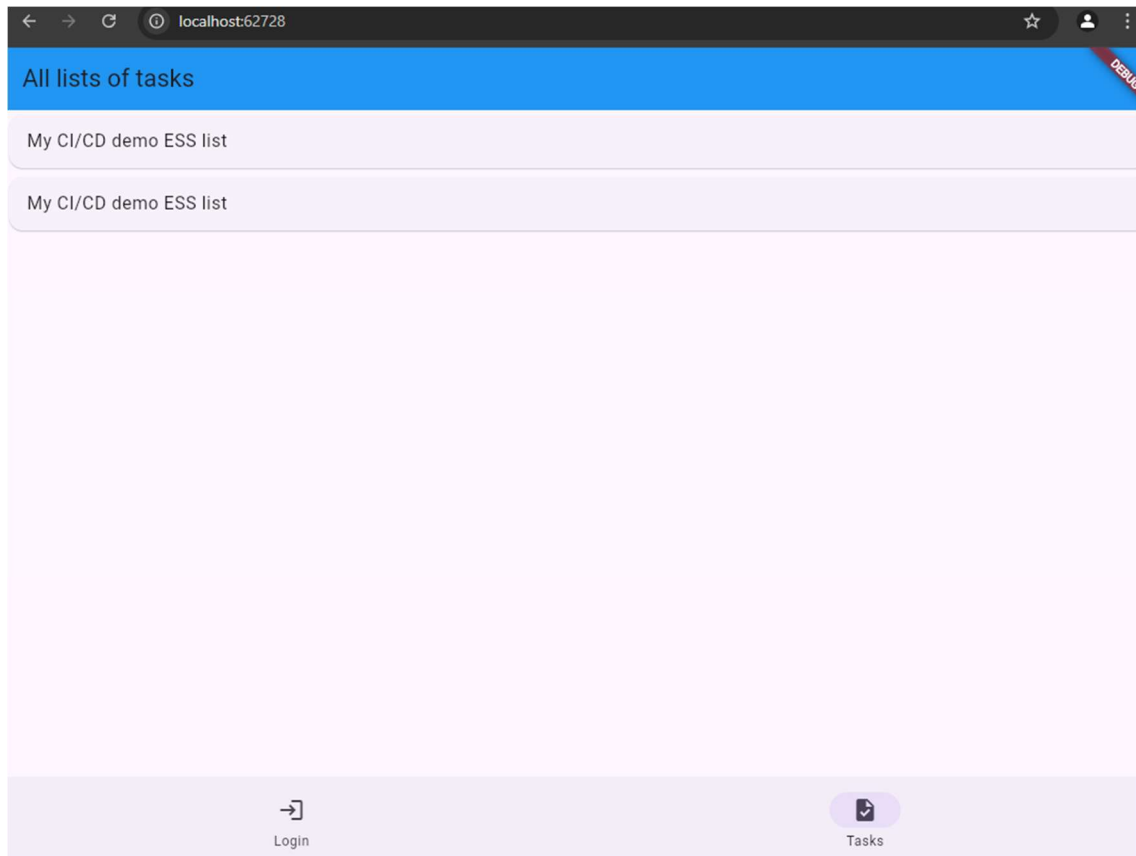 localhost:62728
All lists of tasks
DEBUG
My CI/CD demo ESS list
My CI/CD demo ESS list
Login
Tasks